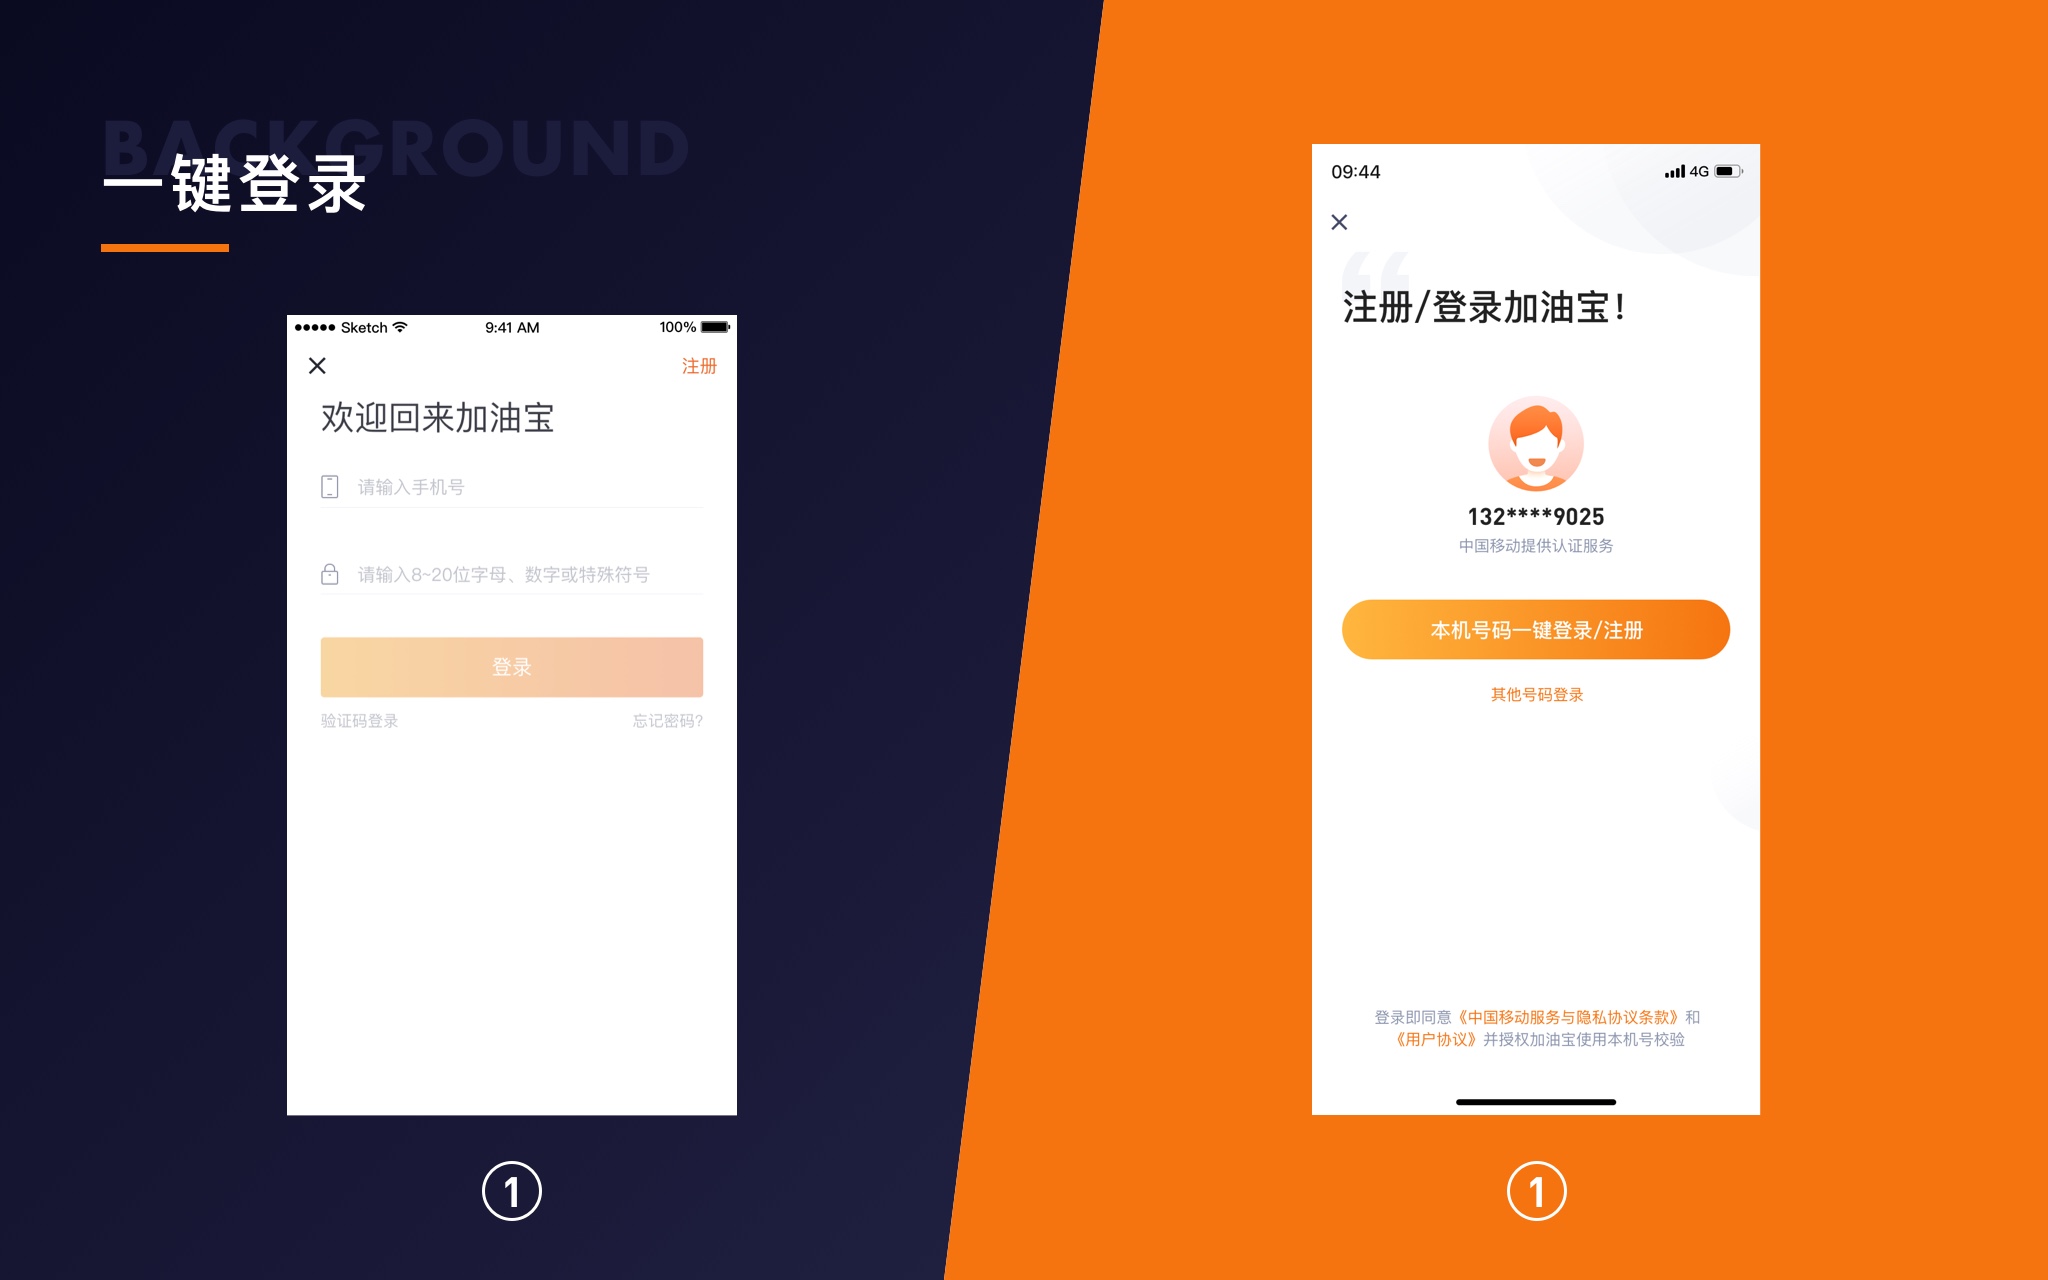 BACKGROUND
一键登录
Sketch 9:41 AM 100%
注册
欢迎回来加油宝
请输入手机号
请输入8~20位字母、数字或特殊符号
登录
验证码登录 忘记密码?
1
09:44 4G
注册/登录加油宝!
132****9025
中国移动提供认证服务
本机号码一键登录/注册
其他号码登录
登录即同意《中国移动服务与隐私协议条款》和
《用户协议》并授权加油宝使用本机号校验
1